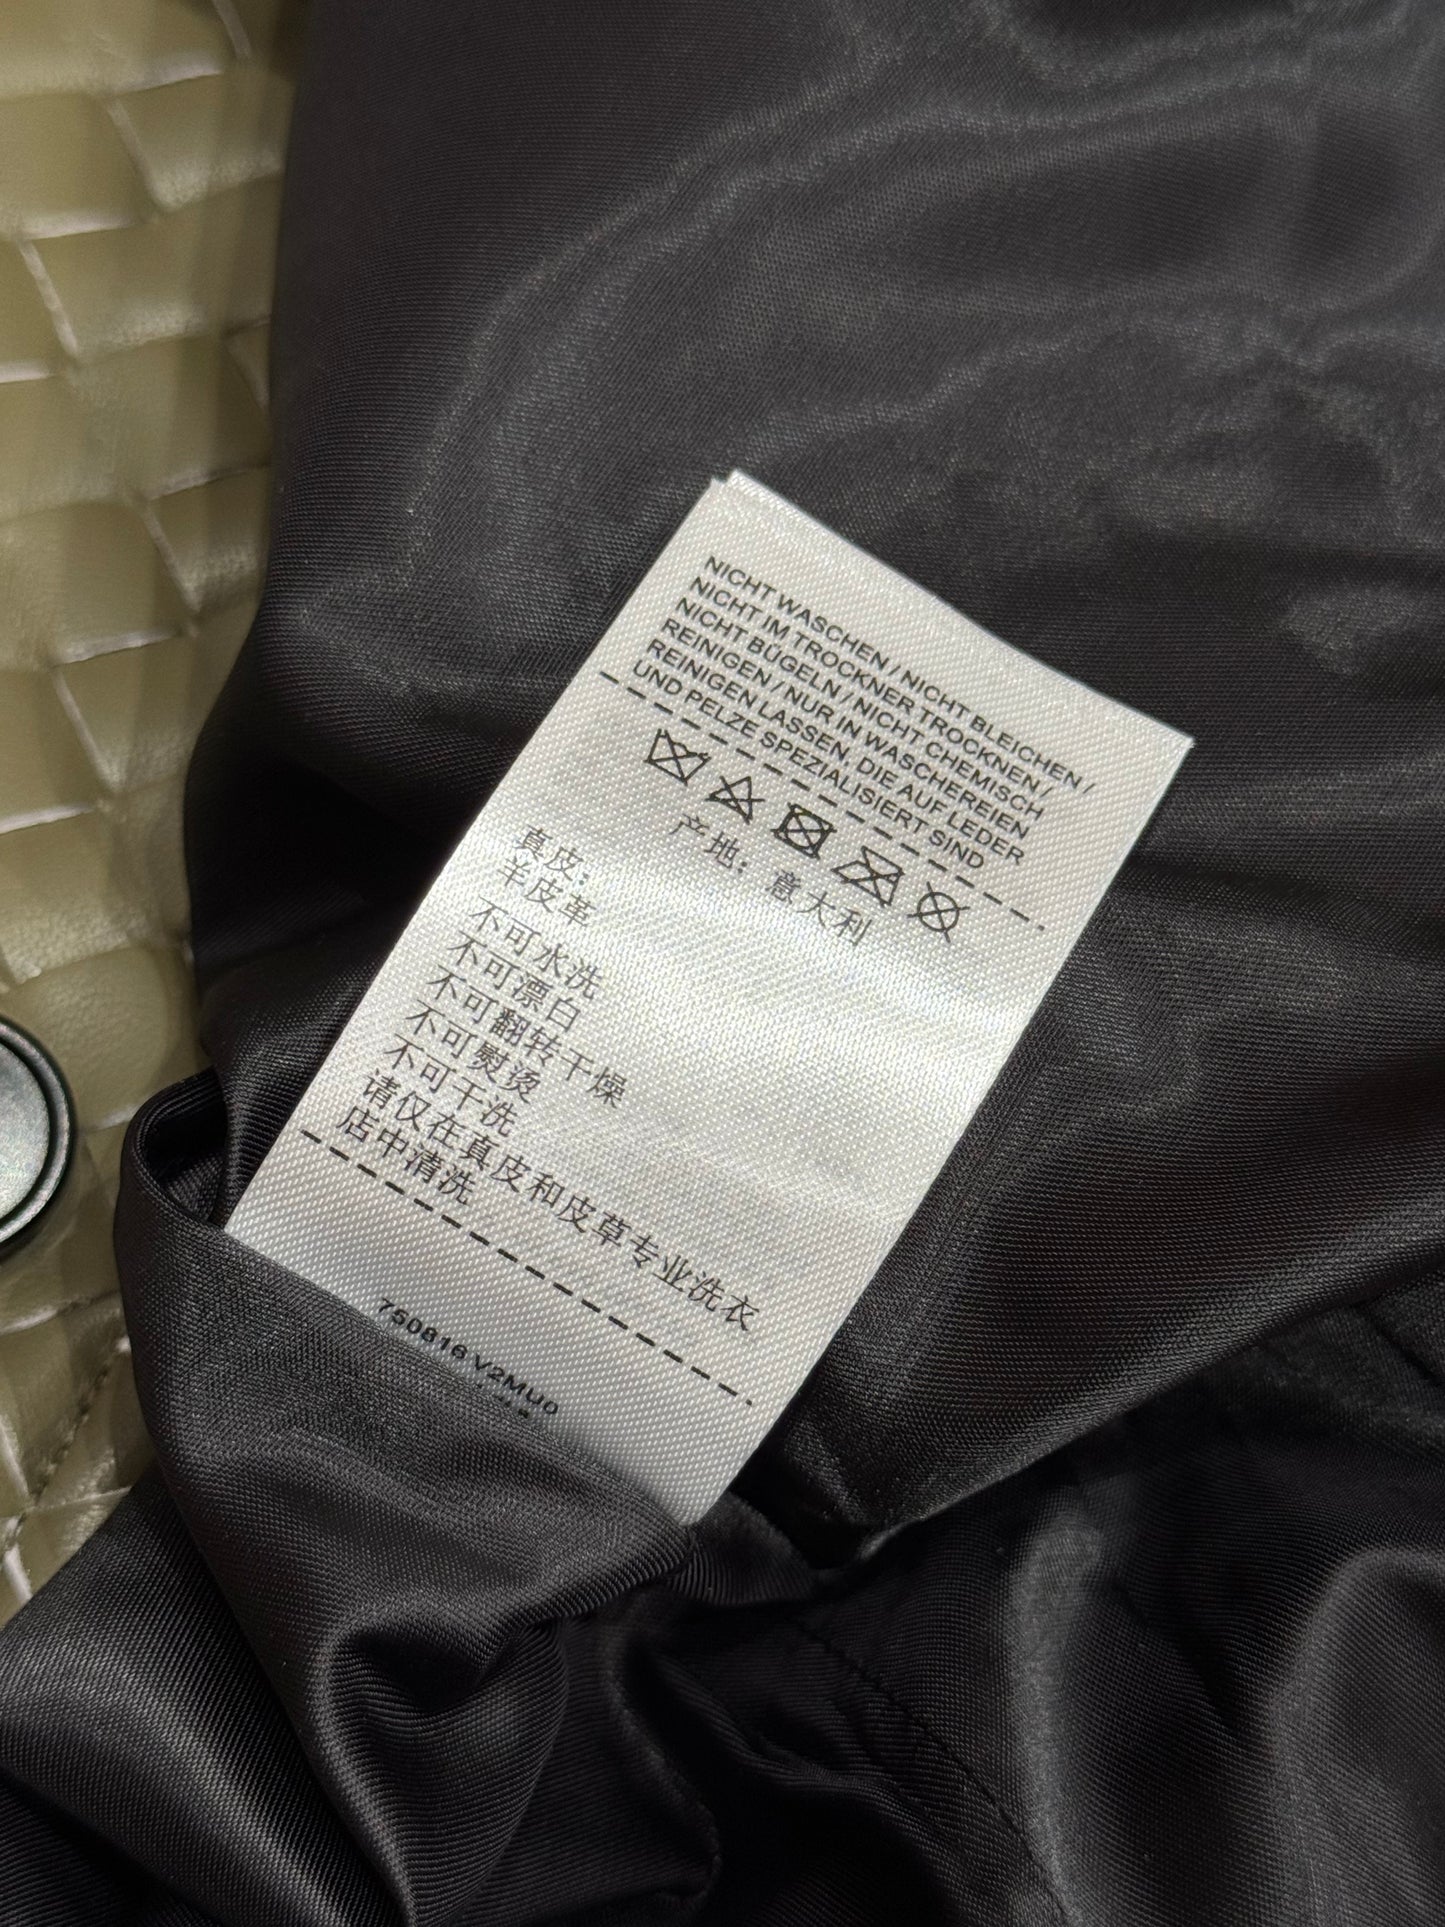 NICHT WASCHEN / NICHT BLEICHEN /
NICHT IM TROCKNER TROCKNEN /
NICHT BÜGELN / NICHT CHEMISCH
REINIGEN / NUR IN WASCHEREIEN
REINIGEN LASSEN, DIE AUF LEDER
UND PELZE SPEZIALISIERT SIND
产地: 意大利
真皮:
羊皮革
不可水洗
不可漂白
不可翻转干燥
不可熨烫
不可干洗
请仅在真皮和皮草专业洗衣
店中清洗
750816 V2MU0